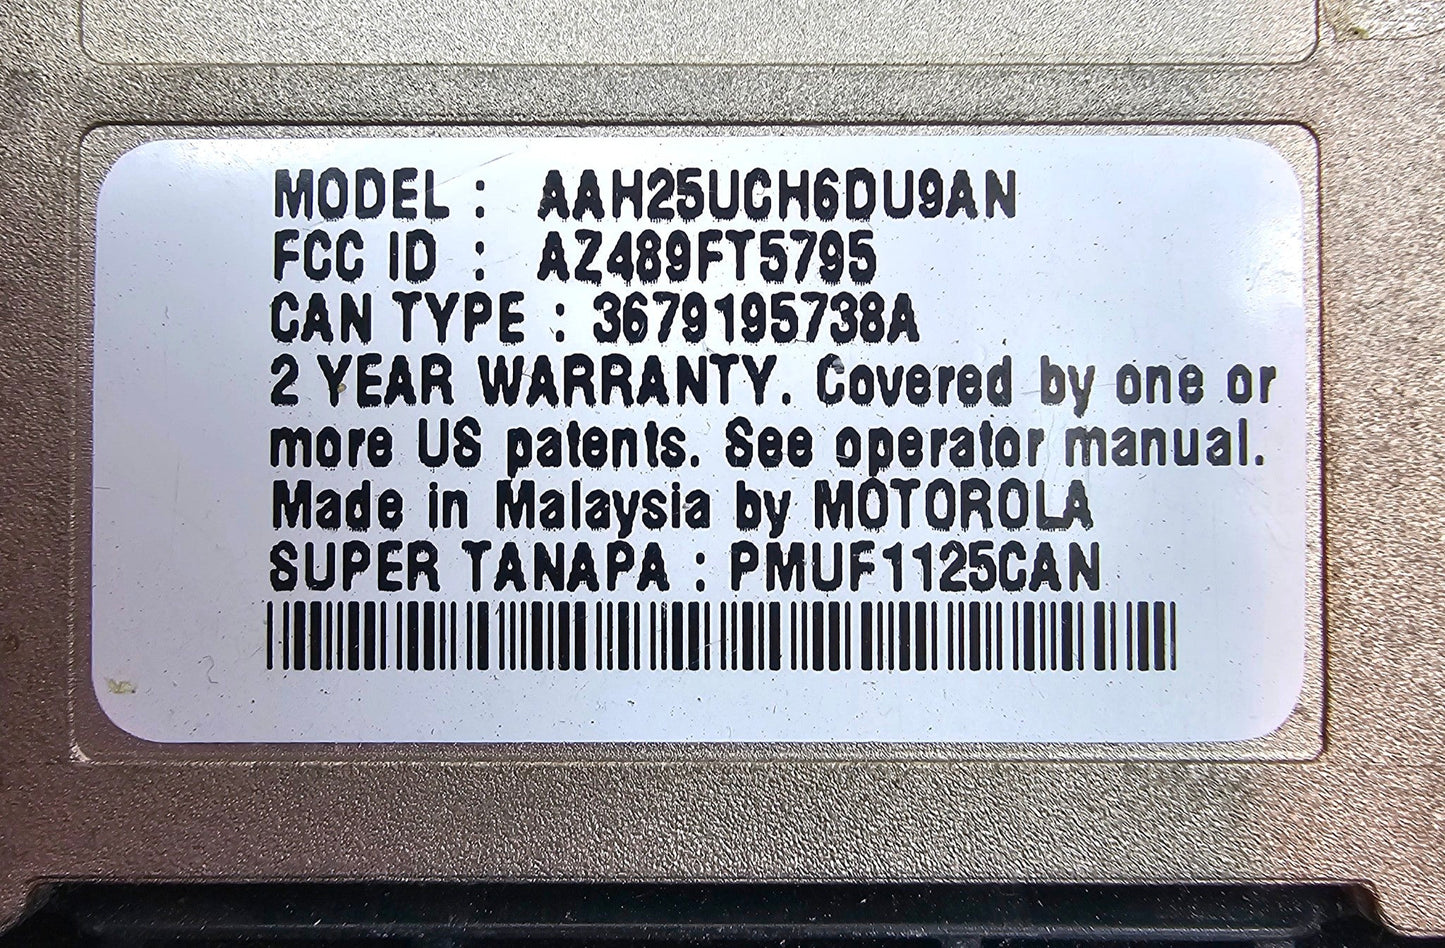 MODEL : AAH25UCH6DU9AN
FCC ID : AZ489FT5795
CAN TYPE : 3679195738A
2 YEAR WARRANTY. Covered by one or
more US patents. See operator manual.
Made in Malaysia by MOTOROLA
SUPER TANAPA : PMUF1125CAN